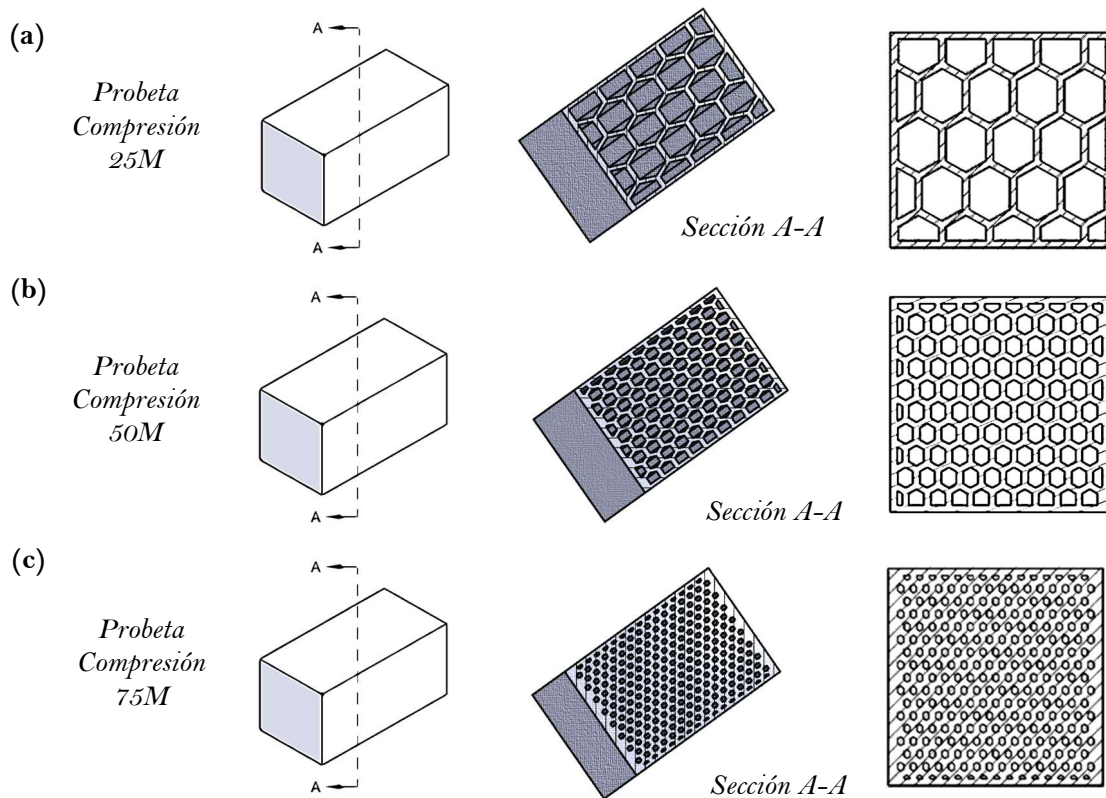 (a)
A
Probeta
Compresión
25M
A
Sección A-A
(b)
A
Probeta
Compresión
50M
A
Sección A-A
(c)
A
Probeta
Compresión
75M
A
Sección A-A